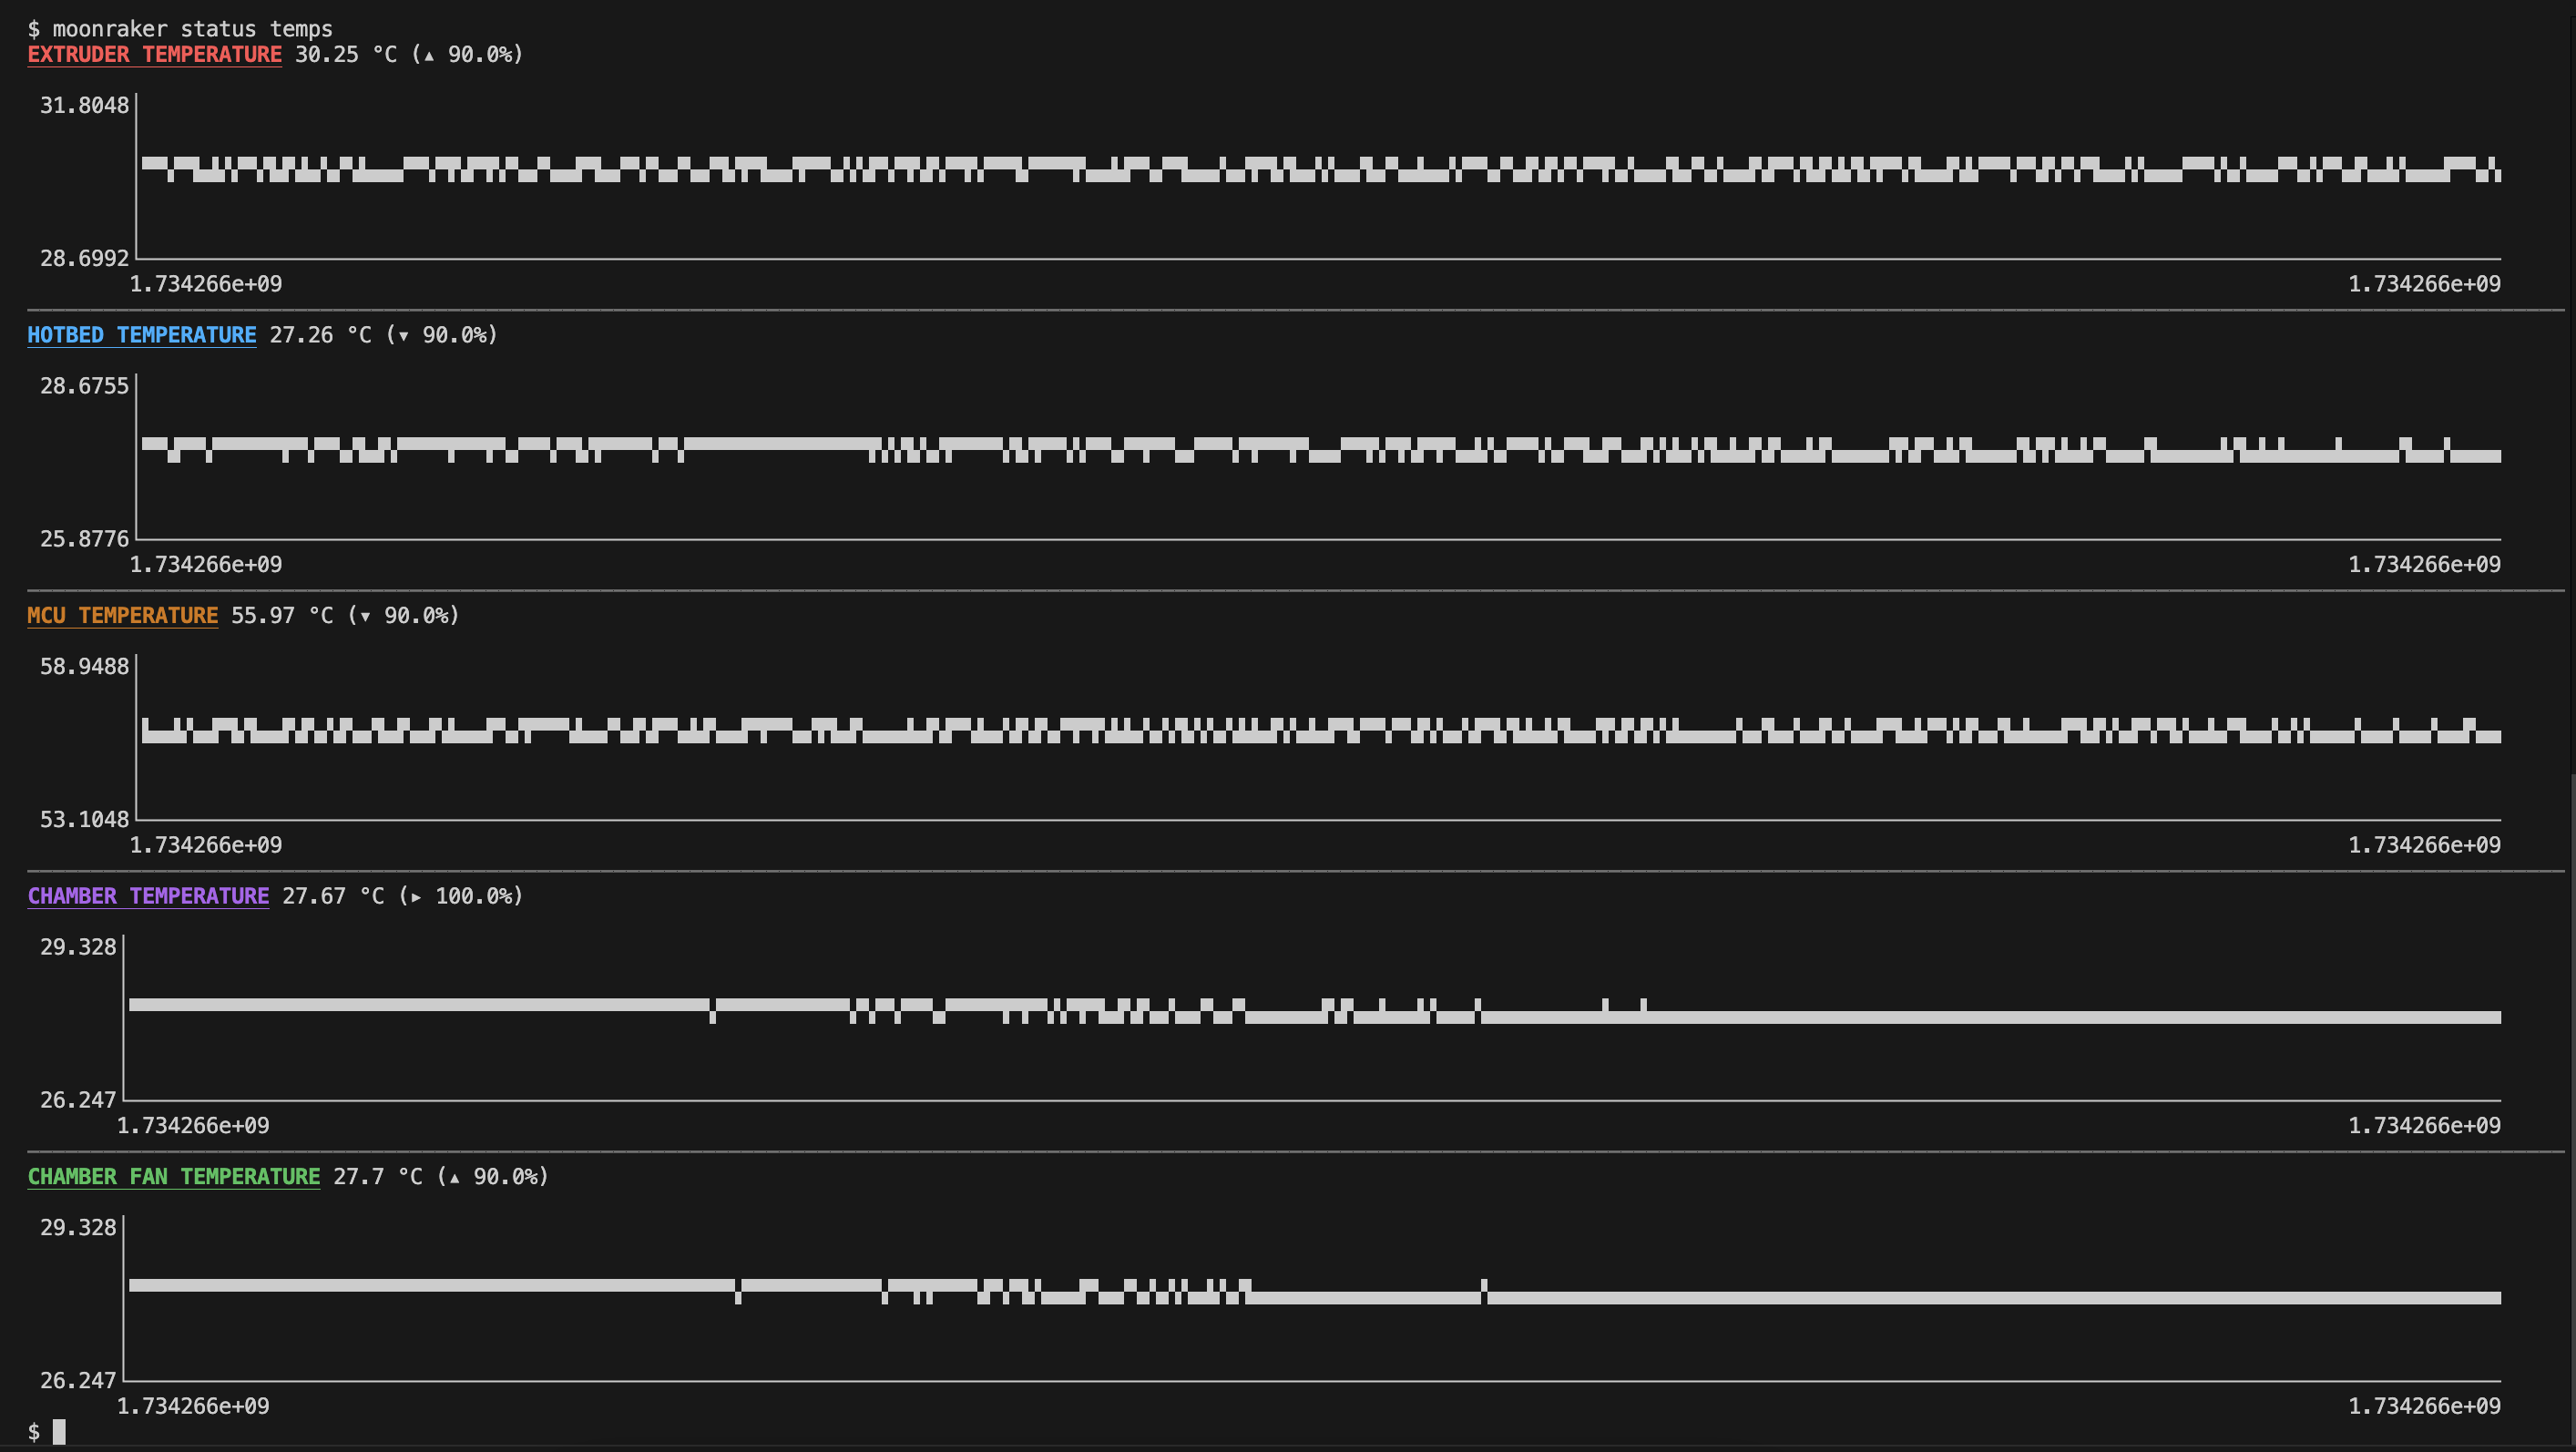 $ moonraker status temps
EXTRUDER TEMPERATURE 30.25 °C (▲ 90.0%)
31.8048
28.6992
1.734266e+09 1.734266e+09
HOTBED TEMPERATURE 27.26 °C (▼ 90.0%)
28.6755
25.8776
1.734266e+09 1.734266e+09
MCU TEMPERATURE 55.97 °C (▼ 90.0%)
58.9488
53.1048
1.734266e+09 1.734266e+09
CHAMBER TEMPERATURE 27.67 °C (▶ 100.0%)
29.328
26.247
1.734266e+09 1.734266e+09
CHAMBER FAN TEMPERATURE 27.7 °C (▲ 90.0%)
29.328
26.247
1.734266e+09 1.734266e+09
$